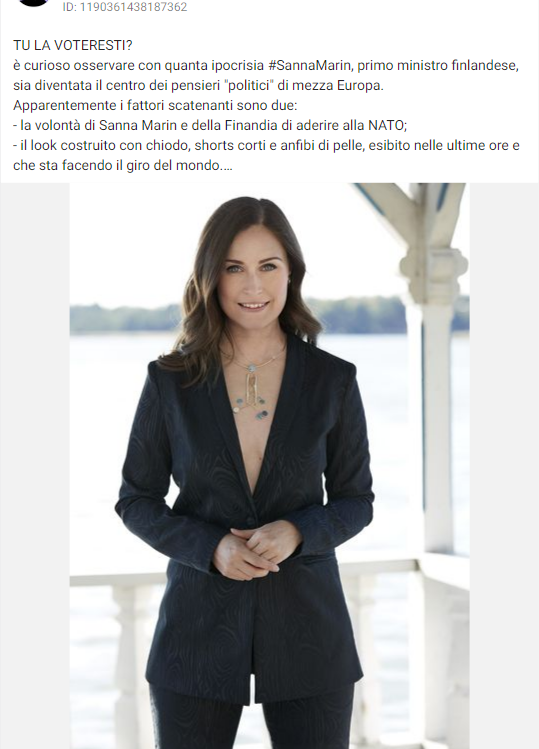 ID: 1190361438187362
TU LA VOTERESTI?
è curioso osservare con quanta ipocrisia #SannaMarin, primo ministro finlandese,
sia diventata il centro dei pensieri "politici" di mezza Europa.
Apparentemente i fattori scatenanti sono due:
- la volontà di Sanna Marin e della Finandia di aderire alla NATO;
- il look costruito con chiodo, shorts corti e anfibi di pelle, esibito nelle ultime ore e
che sta facendo il giro del mondo....